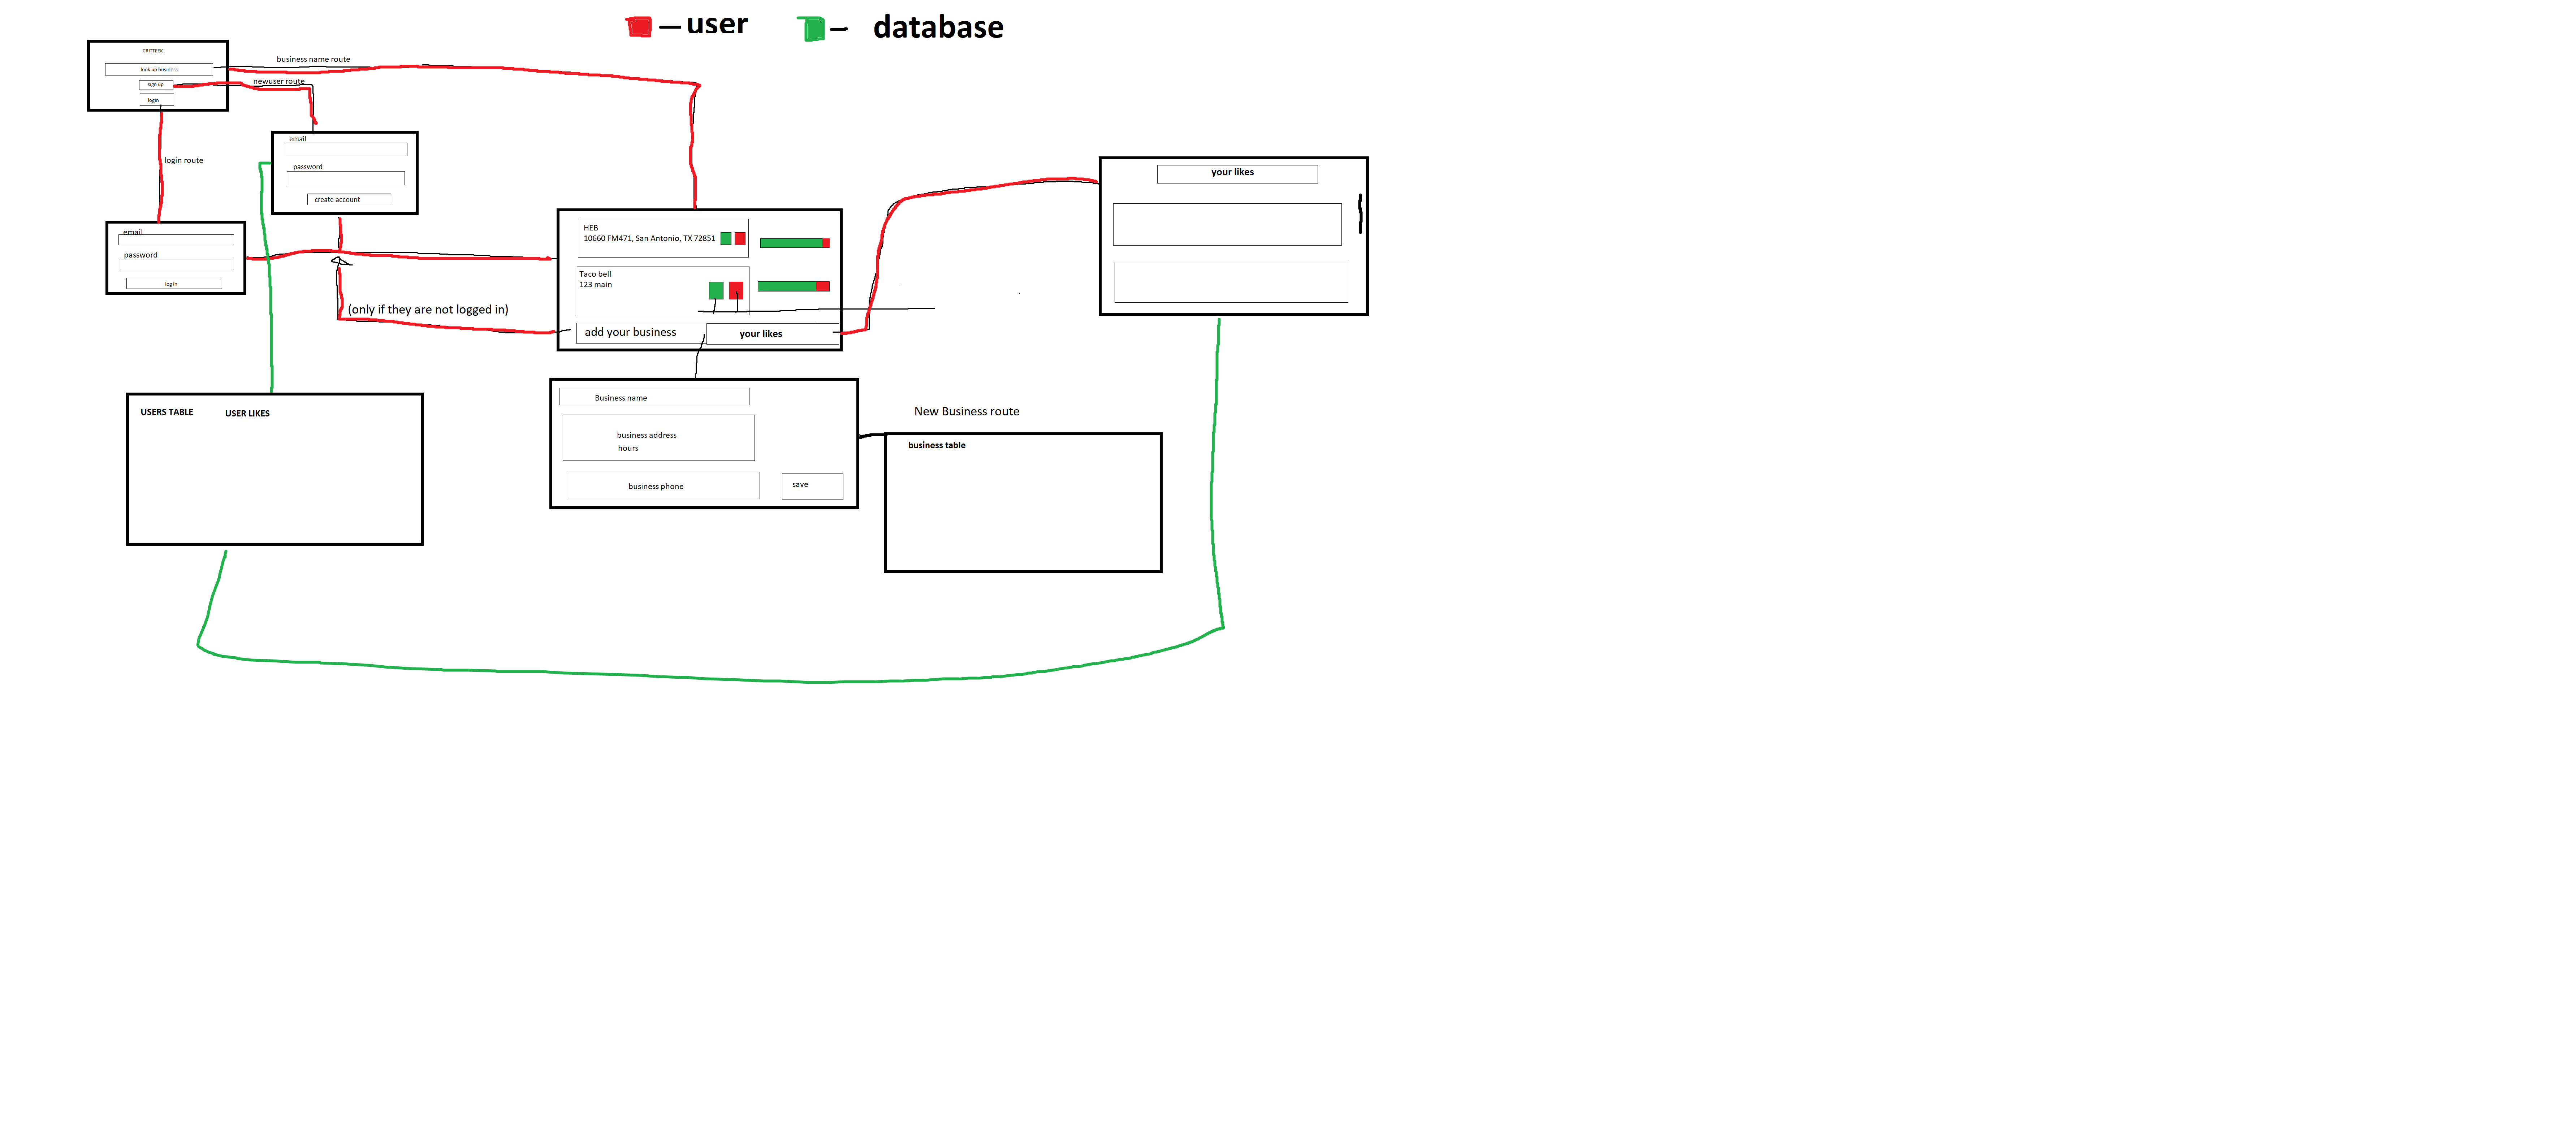 user
database
CRITTEEX
look up business
sign up
login
business name route
newuser route
login route
email
password
create account
email
password
log in
(only if they are not logged in)
HEB
10660 FM471, San Antonio, TX 72851
Taco bell
123 main
add your business
your likes
your likes
USERS TABLE
USER LIKES
Business name
business address
hours
business phone
save
New Business route
business table